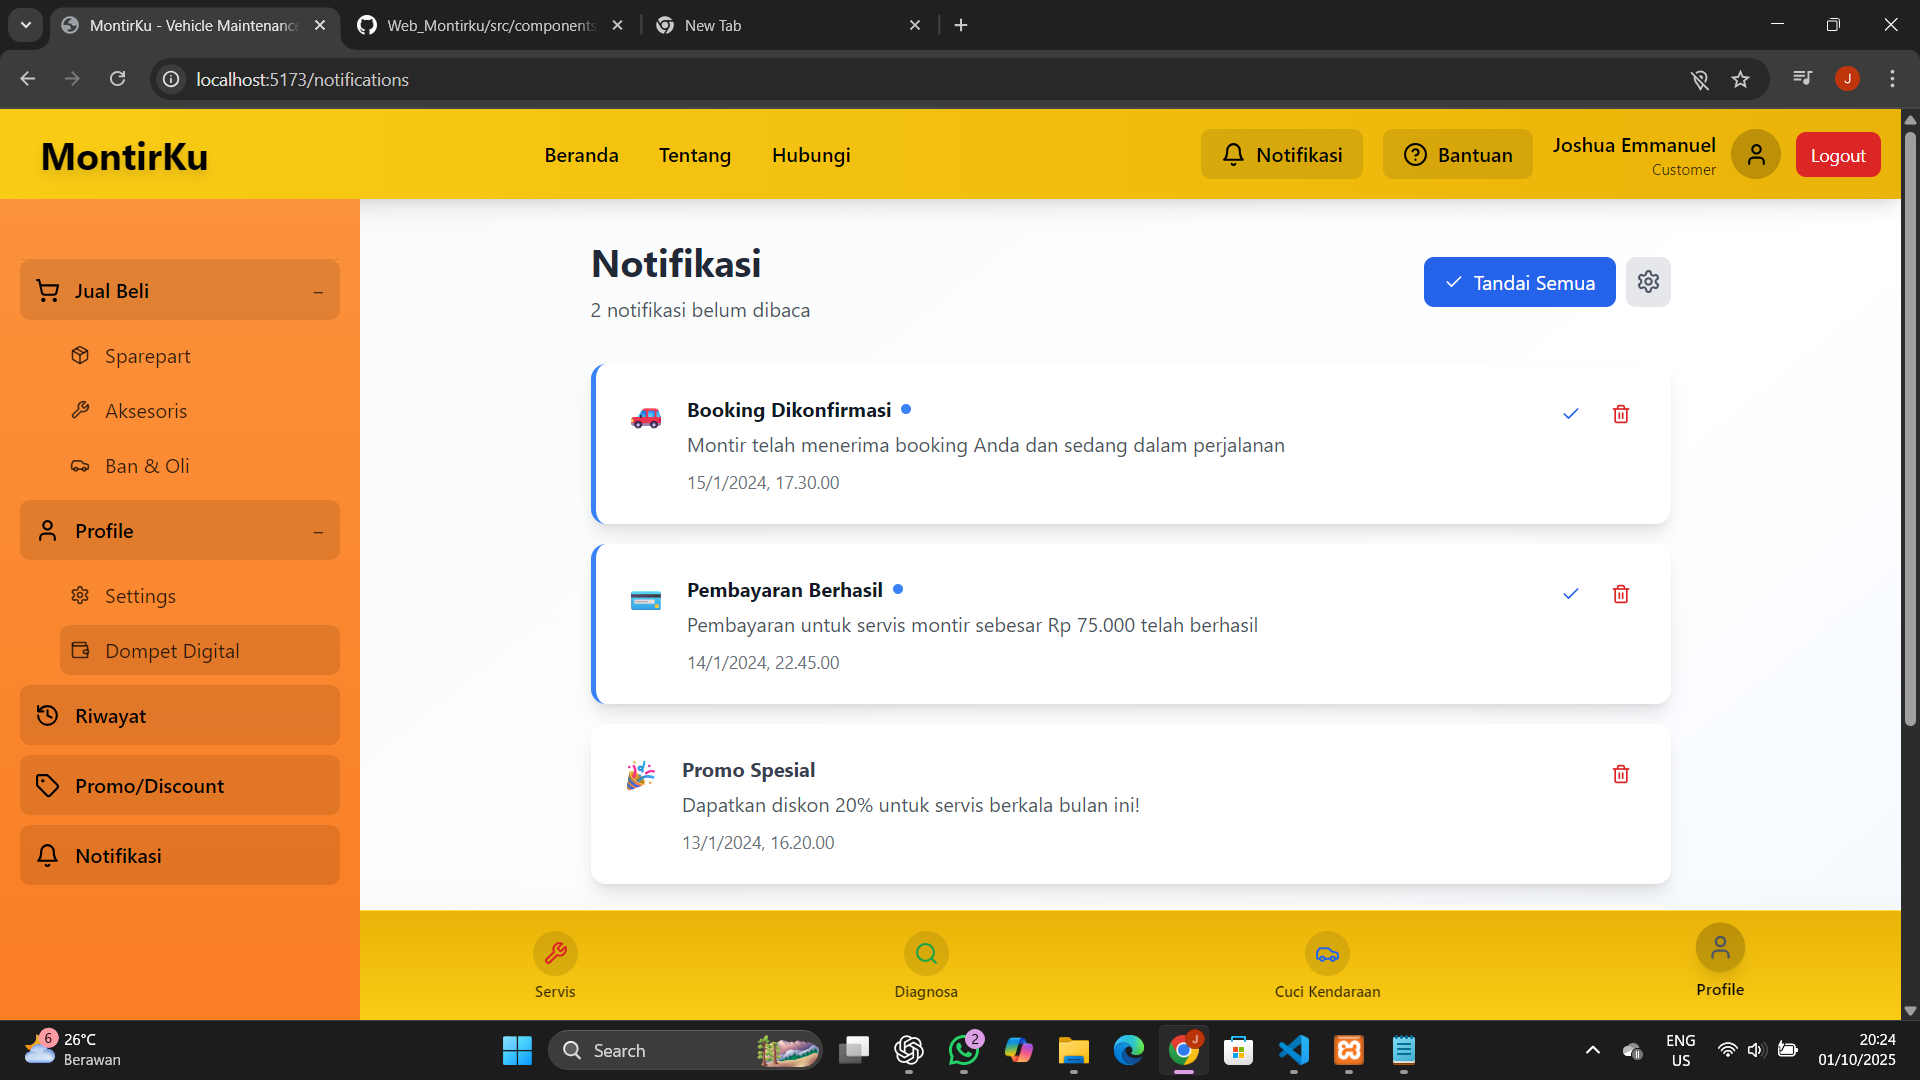 MontirKu - Vehicle Maintenance
Web_Montirku/src/components
New Tab
localhost:5173/notifications
J
MontirKu
Beranda
Tentang
Hubungi
Notifikasi
Bantuan
Joshua Emmanuel
Customer
Logout
Jual Beli
Sparepart
Aksesoris
Ban & Oli
Profile
Settings
Dompet Digital
Riwayat
Promo/Discount
Notifikasi
Notifikasi
2 notifikasi belum dibaca
Tandai Semua
Booking Dikonfirmasi
Montir telah menerima booking Anda dan sedang dalam perjalanan
15/1/2024, 17.30.00
Pembayaran Berhasil
Pembayaran untuk servis montir sebesar Rp 75.000 telah berhasil
14/1/2024, 22.45.00
Promo Spesial
Dapatkan diskon 20% untuk servis berkala bulan ini!
13/1/2024, 16.20.00
Servis
Diagnosa
Cuci Kendaraan
Profile
6
26°C
Berawan
Search
2
J
ENG
US
20:24
01/10/2025